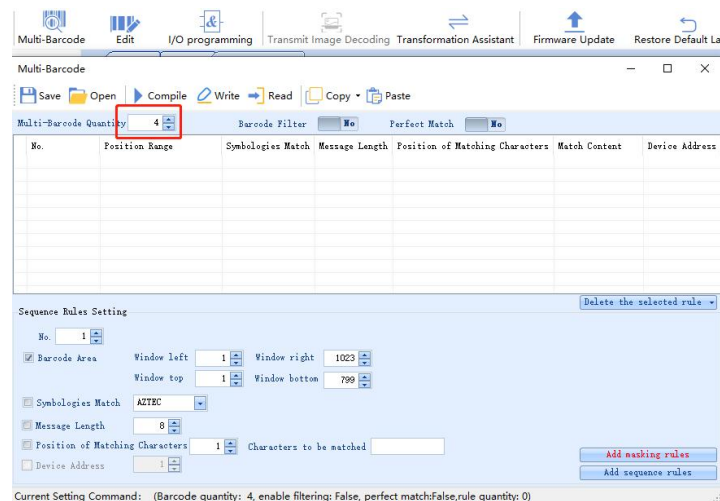 Multi-Barcode Edit I/O programming Transmit Image Decoding Transformation Assistant Firmware Update Restore Default La
Multi-Barcode
Save Open Compile Write Read Copy Paste
Multi-Barcode Quantity 4 Barcode Filter No Perfect Match No
No. Position Range Symbologies Match Message Length Position of Matching Characters Match Content Device Address
Delete the selected rule
Sequence Rules Setting
No. 1
Barcode Area Window left 1 Window right 1023
Window top 1 Window botton 799
Symbologies Match AZTEC
Message Length 8
Position of Matching Characters 1 Characters to be matched
Add masking rules
Device Address 1
Add sequence rules
Current Setting Command: (Barcode quantity: 4, enable filtering: False, perfect match:False,rule quantity: 0)